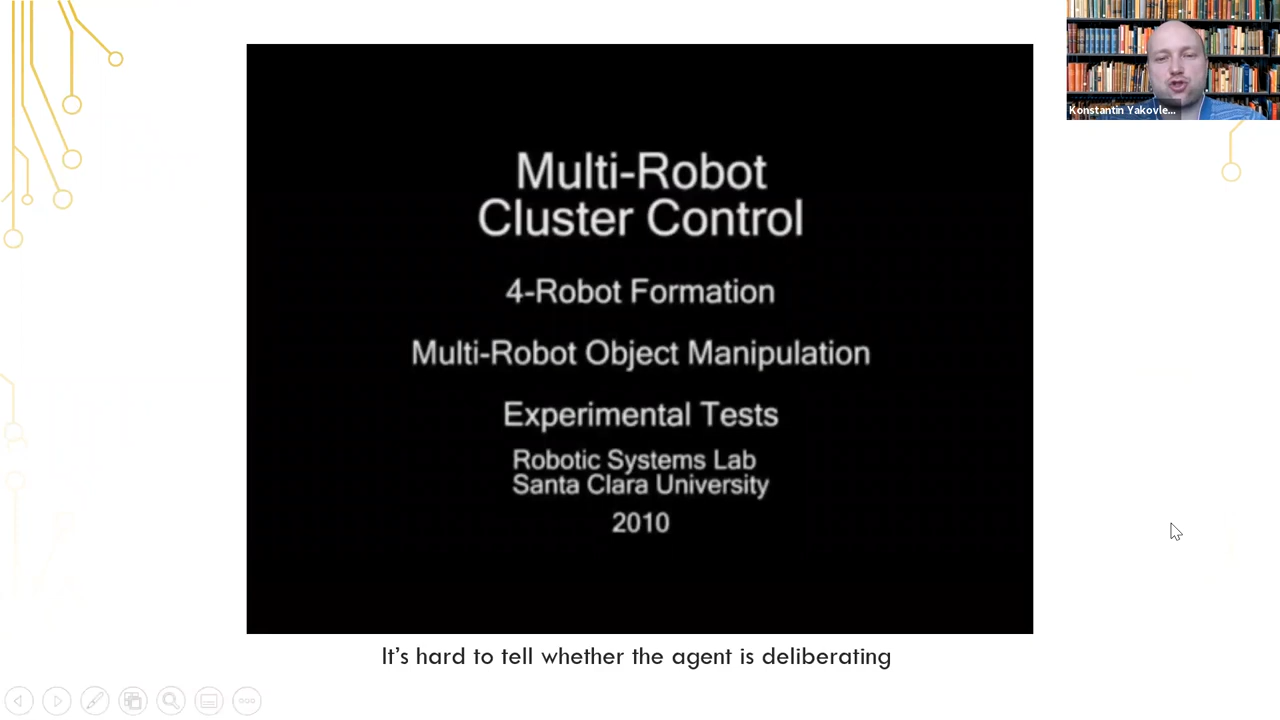 Konstantin Yakovle...
Multi-Robot
Cluster Control
4-Robot Formation
Multi-Robot Object Manipulation
Experimental Tests
Robotic Systems Lab
Santa Clara University
2010
It's hard to tell whether the agent is deliberating